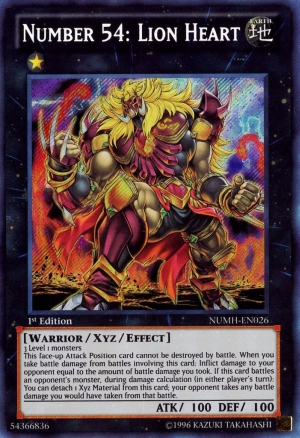 NUMBER 54: LION HEART
EARTH
地
1st Edition
NUMH-EN026
[WARRIOR/XYZ/EFFECT]
3 Level 1 monsters
This face-up Attack Position card cannot be destroyed by battle. When you
take battle damage from battles involving this card: Inflict damage to your
opponent equal to the amount of battle damage you took. If this card battles
an opponent's monster, during damage calculation (in either player's turn):
You can detach 1 Xyz Material from this card; your opponent takes any battle
damage you would have taken from that battle.
ATK/ 100 DEF/ 100
54366836
©1996 KAZUKI TAKAHASHI